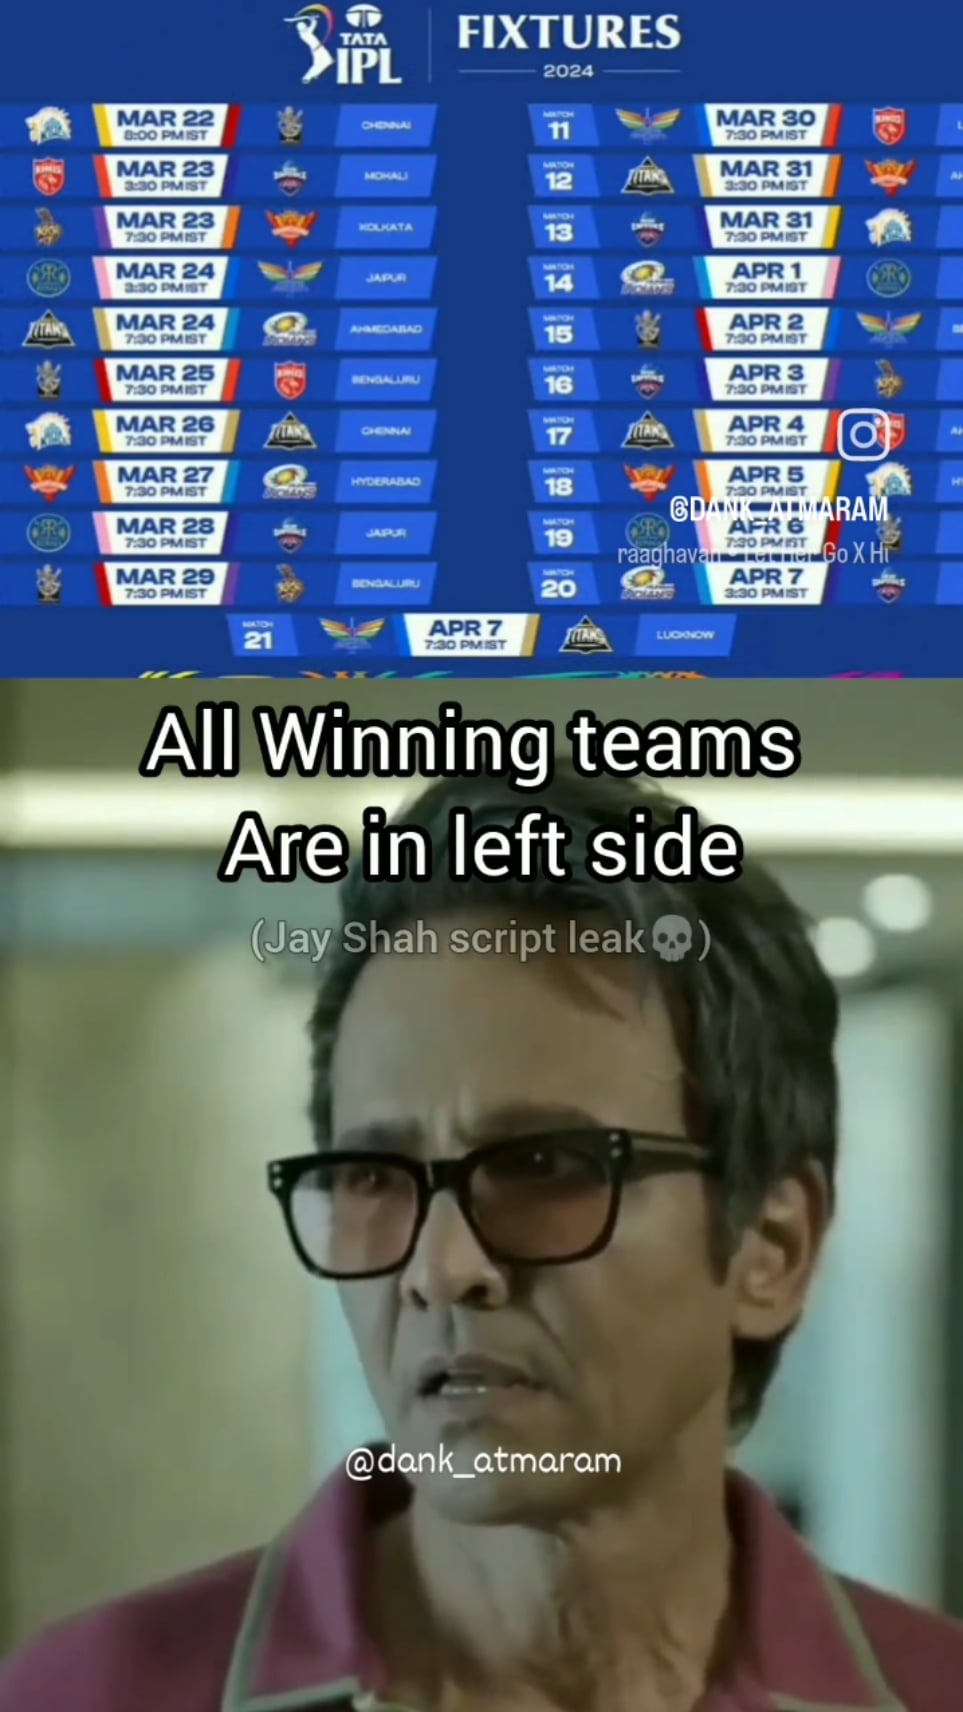 TATA
IPL
FIXTURES
2024
MAR 22
8:00 PM IST
CHENNAI
MAR 23
3:30 PM IST
MOHALI
MAR 23
7:30 PM IST
KOLKATA
MAR 24
3:30 PM IST
JAIPUR
MAR 24
7:30 PM IST
AHMEDABAD
MAR 25
7:30 PM IST
BENGALURU
MAR 26
7:30 PM IST
CHENNAI
MAR 27
7:30 PM IST
HYDERABAD
MAR 28
7:30 PM IST
JAIPUR
MAR 29
7:30 PM IST
BENGALURU
MATCH
11
MAR 30
7:30 PM IST
MATCH
12
MAR 31
3:30 PM IST
MATCH
13
MAR 31
7:30 PM IST
MATCH
14
APR 1
7:30 PM IST
MATCH
15
APR 2
7:30 PM IST
MATCH
16
APR 3
7:30 PM IST
MATCH
17
APR 4
7:30 PM IST
MATCH
18
APR 5
7:30 PM IST
MATCH
19
APR 6
7:30 PM IST
MATCH
20
APR 7
3:30 PM IST
MATCH
21
APR 7
7:30 PM IST
LUCKNOW
@DANK_ATMARAM
raaghavan • Let Her Go X Hu
All Winning teams
Are in left side
(Jay Shah script leak💀)
@dank_atmaram